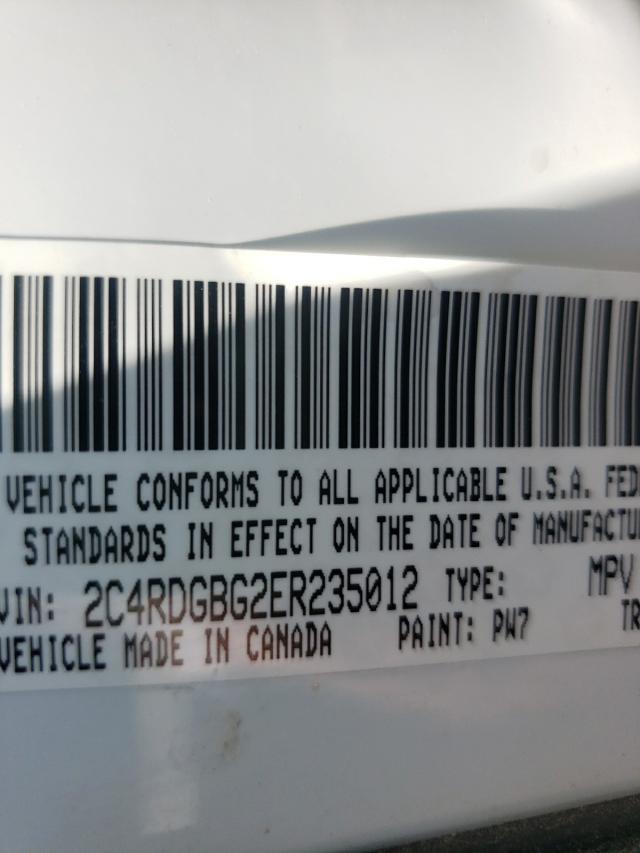 VEHICLE CONFORMS TO ALL APPLICABLE U.S.A. FED
STANDARDS IN EFFECT ON THE DATE OF MANUFACTU
VIN: 2C4RDGBG2ER235012 TYPE: MPV
VEHICLE MADE IN CANADA PAINT: PW7 TR